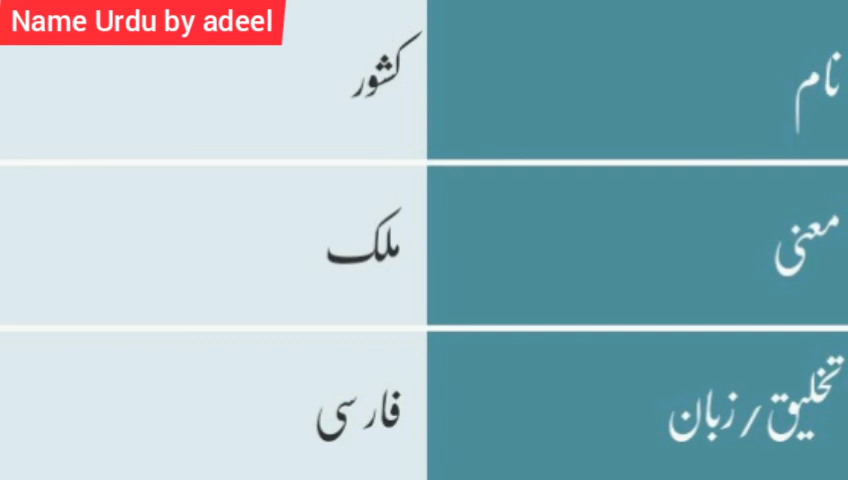 Name Urdu by adeel
نام کشور
معنی ملک
تخلیق / زبان فارسی